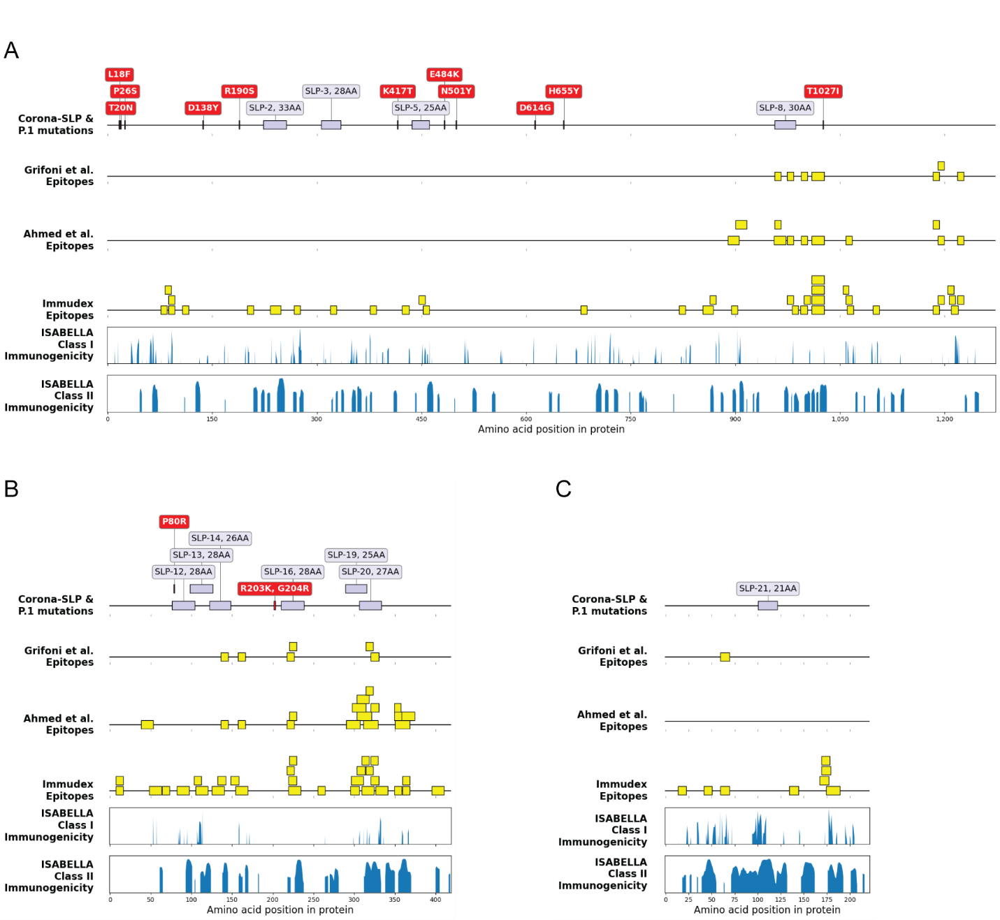 A
L18F
E484K
P26S
R190S
SLP-3, 28AA
K417T
N501Y
H655Y
T1027I
T20N
D138Y
SLP-2, 33AA
SLP-5, 25AA
D614G
SLP-8, 30AA
Corona-SLP &
P.1 mutations
Grifoni et al.
Epitopes
Ahmed et al.
Epitopes
Immudex
Epitopes
ISABELLA
Class I
Immunogenicity
ISABELLA
Class II
Immunogenicity
0 150 300 450 600 750 900 1,050 1,200
Amino acid position in protein
B
P80R
SLP-14, 26AA
SLP-13, 28AA
SLP-19, 25AA
SLP-12, 28AA
SLP-16, 28AA
SLP-20, 27AA
R203K, G204R
Corona-SLP &
P.1 mutations
Grifoni et al.
Epitopes
Ahmed et al.
Epitopes
Immudex
Epitopes
ISABELLA
Class I
Immunogenicity
ISABELLA
Class II
Immunogenicity
0 50 100 150 200 250 300 350 400
Amino acid position in protein
C
SLP-21, 21AA
Corona-SLP &
P.1 mutations
Grifoni et al.
Epitopes
Ahmed et al.
Epitopes
Immudex
Epitopes
ISABELLA
Class I
Immunogenicity
ISABELLA
Class II
Immunogenicity
0 25 50 75 100 125 150 175 200
Amino acid position in protein